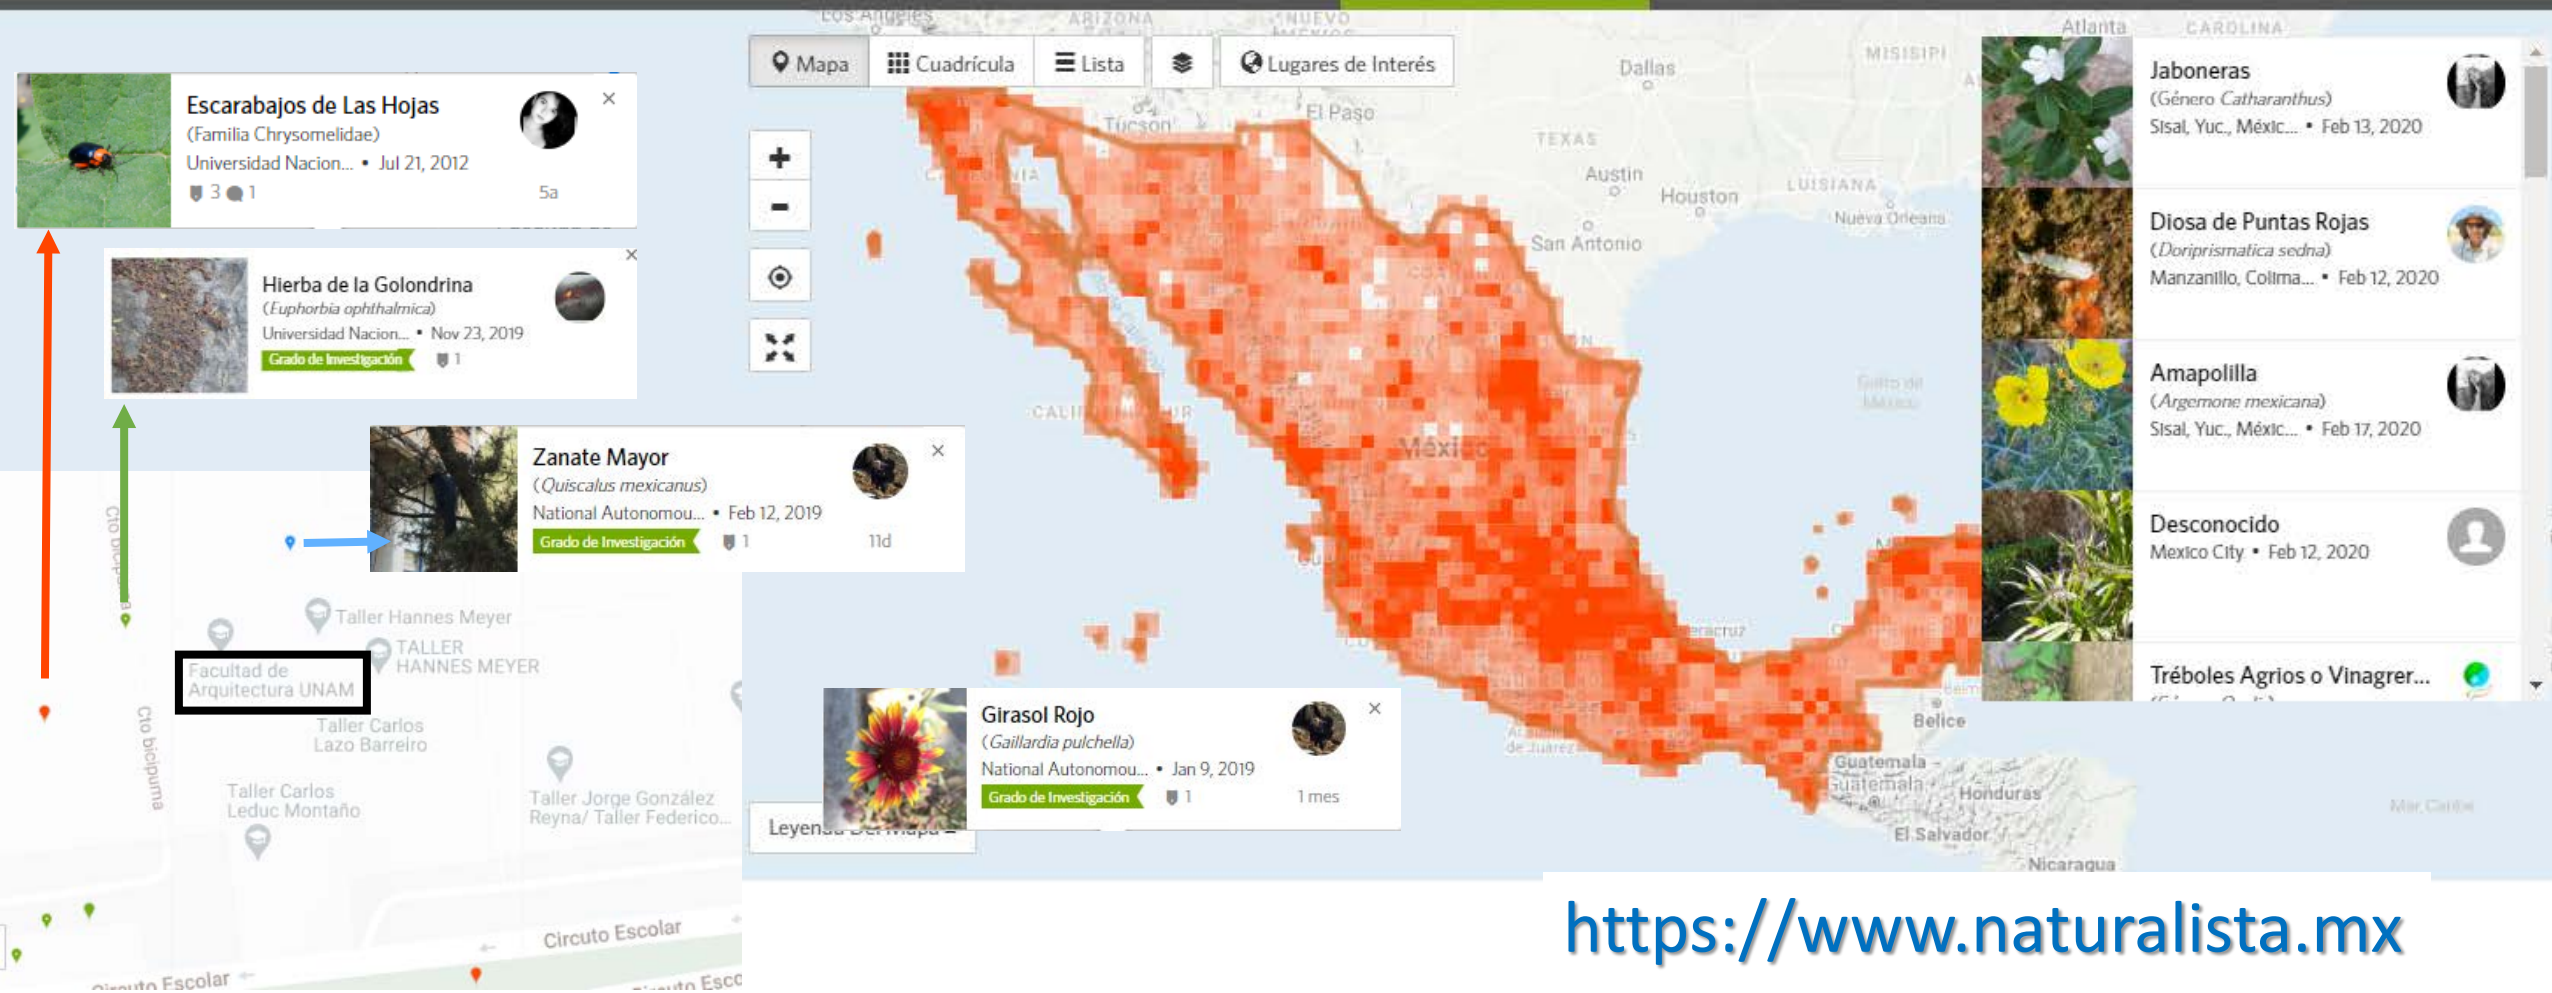 Escarabajos de Las Hojas
(Familia Chrysomelidae)
Universidad Nacion... • Jul 21, 2012
3 1
5a
Hierba de la Golondrina
(Euphorbia ophthalmica)
Universidad Nacion... • Nov 23, 2019
Grado de Investigación 1
Zanate Mayor
(Quiscalus mexicanus)
National Autonomou... • Feb 12, 2019
Grado de Investigación 1
11d
Taller Hannes Meyer
TALLER
HANNES MEYER
Facultad de
Arquitectura UNAM
Taller Carlos
Lazo Barreiro
Cto bicipuma
Taller Carlos
Leduc Montaño
Taller Jorge González
Reyna/ Taller Federico...
Circuto Escolar
Escolar
Los Angeles
ARIZONA
NUEVO
Atlanta
CAROLINA
Mapa
Cuadrícula
Lista
Lugares de Interés
Dallas
MISISIPI
Tucson
El Paso
TEXAS
Austin
Houston
LUISIANA
Nueva Orleans
San Antonio
México
Belice
Guatemala
Guatemala
Honduras
El Salvador
Nicaragua
Mar Caribe
Girasol Rojo
(Gaillardia pulchella)
National Autonomou... • Jan 9, 2019
Grado de Investigación 1
1 mes
Jaboneras
(Género Catharanthus)
Sisal, Yuc., Méxic... • Feb 13, 2020
Diosa de Puntas Rojas
(Doriprismatica sedna)
Manzanillo, Colima... • Feb 12, 2020
Amapolilla
(Argemone mexicana)
Sisal, Yuc., Méxic... • Feb 17, 2020
Desconocido
Mexico City • Feb 12, 2020
Tréboles Agrios o Vinagrer...
https://www.naturalista.mx